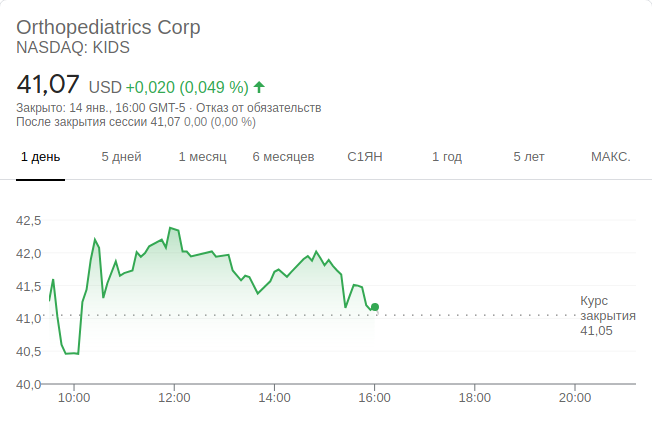 Orthopediatrics Corp
NASDAQ: KIDS
41,07 USD +0,020 (0,049 %)
Закрыто: 14 янв., 16:00 GMT-5 · Отказ от обязательств
После закрытия сессии 41,07 0,00 (0,00 %)
1 день 5 дней 1 месяц 6 месяцев С1ЯН 1 год 5 лет МАКС.
42,5
42,0
41,5
41,0
40,5
40,0
Курс
закрытия
41,05
10:00 12:00 14:00 16:00 18:00 20:00